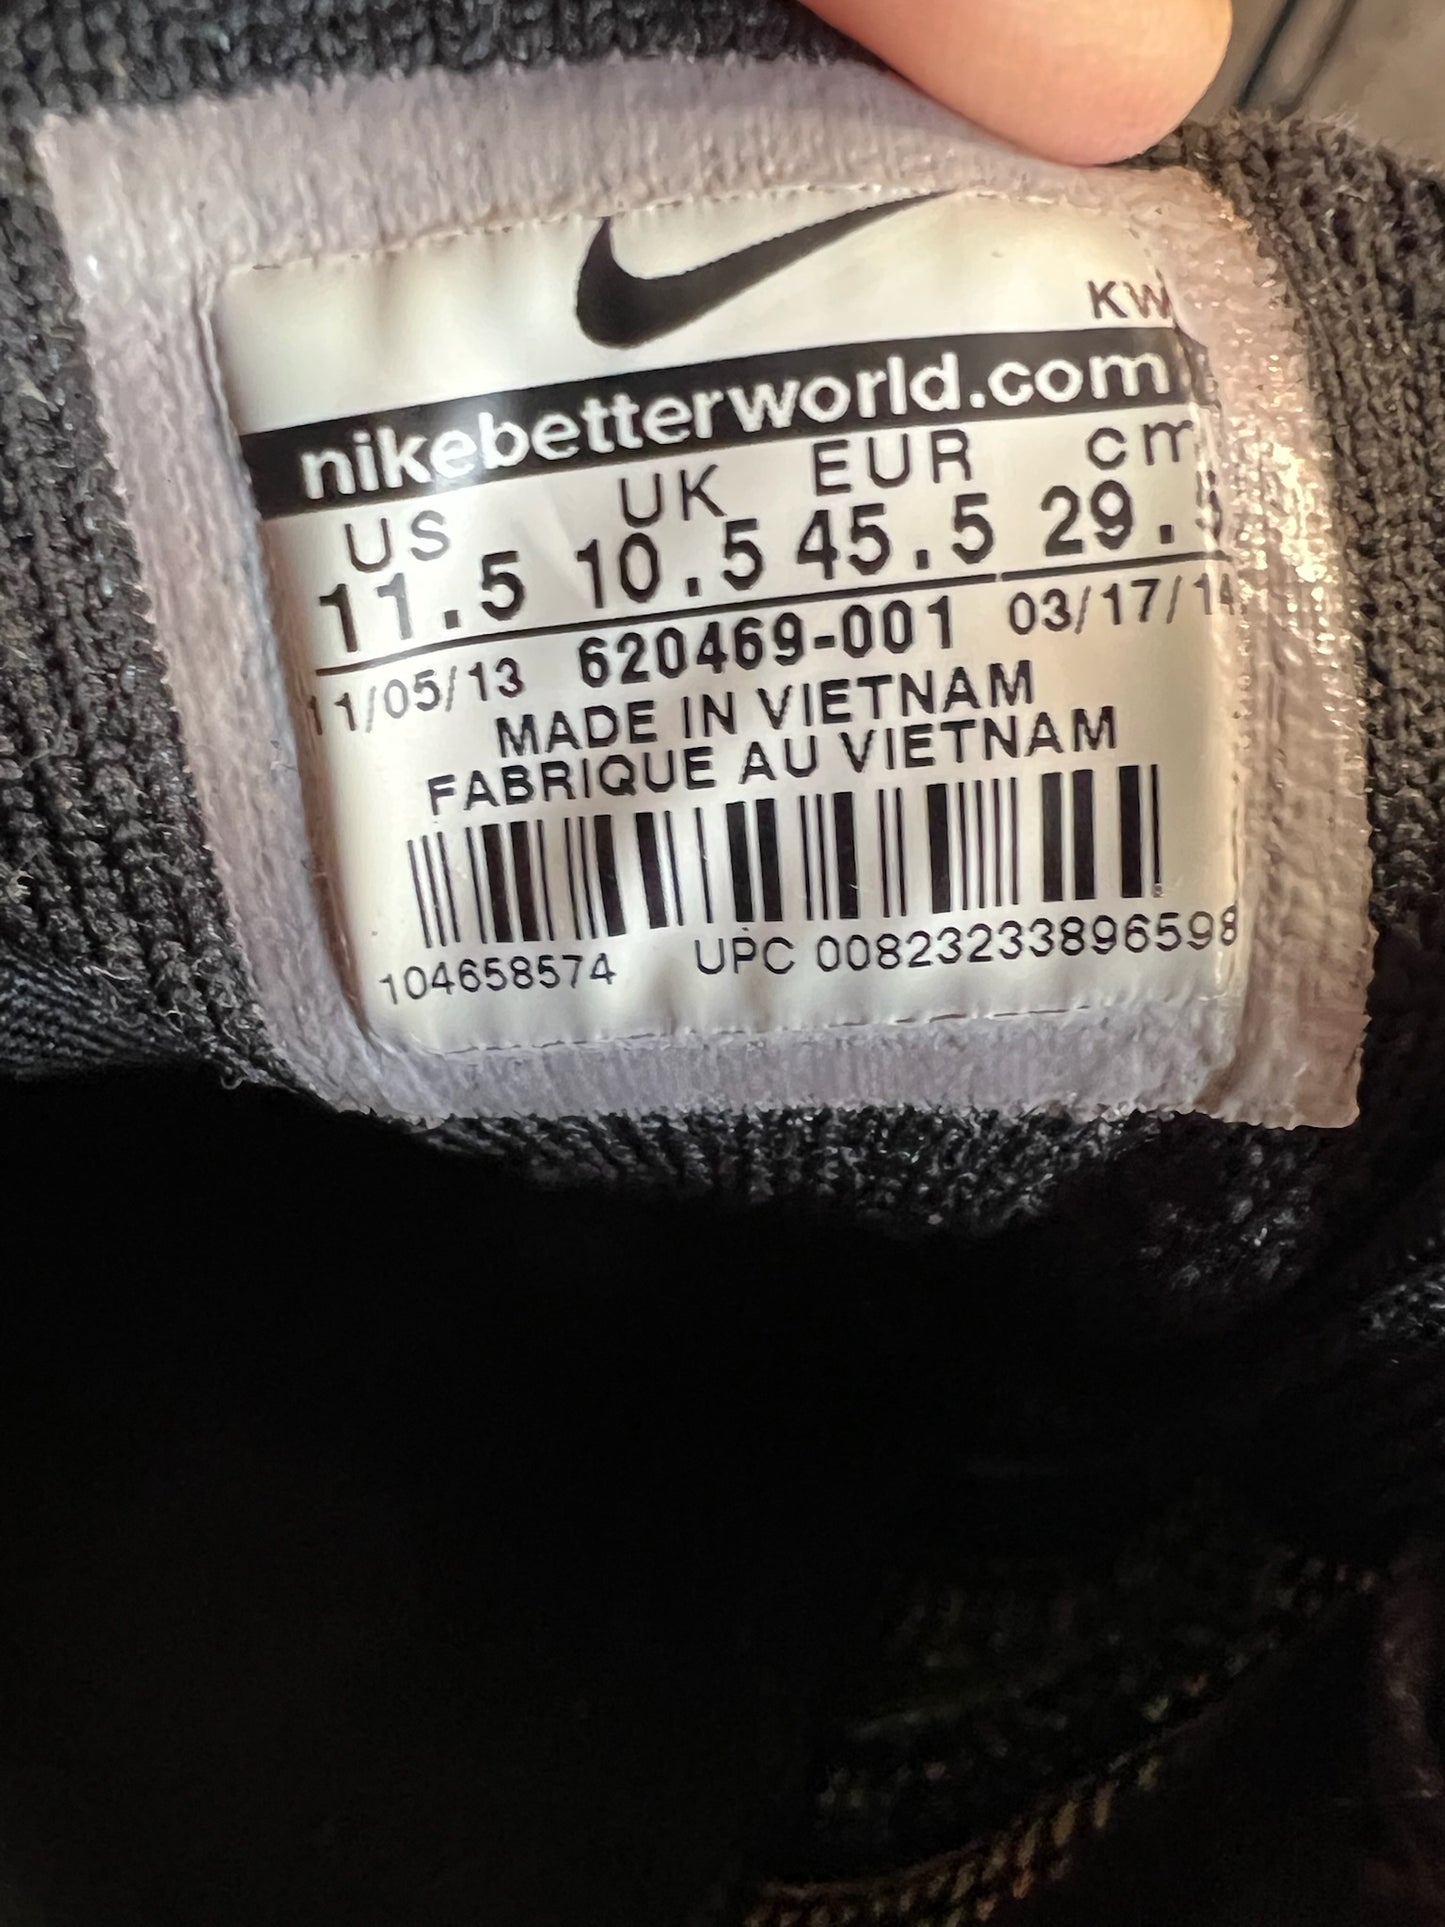 KW
nikebetterworld.com
US UK EUR cm
11.5 10.5 45.5 29.5
11/05/13 620469-001 03/17/14
MADE IN VIETNAM
FABRIQUE AU VIETNAM
104658574 UPC 00823233896598